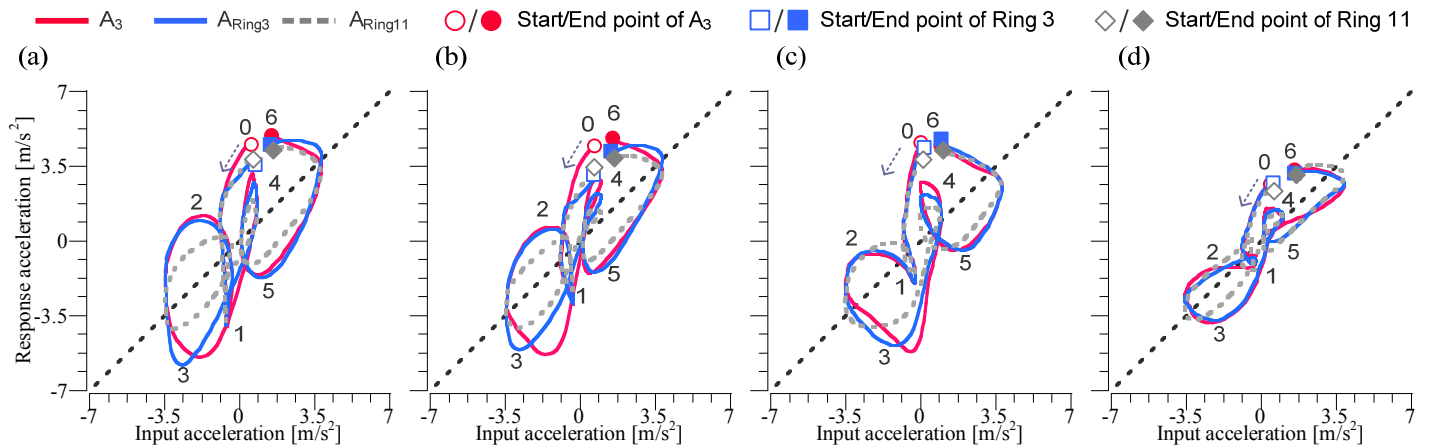 A3 ARing3 ARing11 / Start/End point of A3 / Start/End point of Ring 3 / Start/End point of Ring 11
(a) (b) (c) (d)
Response acceleration [m/s2]
7 3.5 0 -3.5 -7
0 6 2 4 5 1 3
-7 -3.5 0 3.5 7
Input acceleration [m/s2]
0 6 2 4 5 1 3
-7 -3.5 0 3.5 7
Input acceleration [m/s2]
0 6 4 2 5 1 3
-7 -3.5 0 3.5 7
Input acceleration [m/s2]
0 6 4 2 5 1 3
-7 -3.5 0 3.5 7
Input acceleration [m/s2]